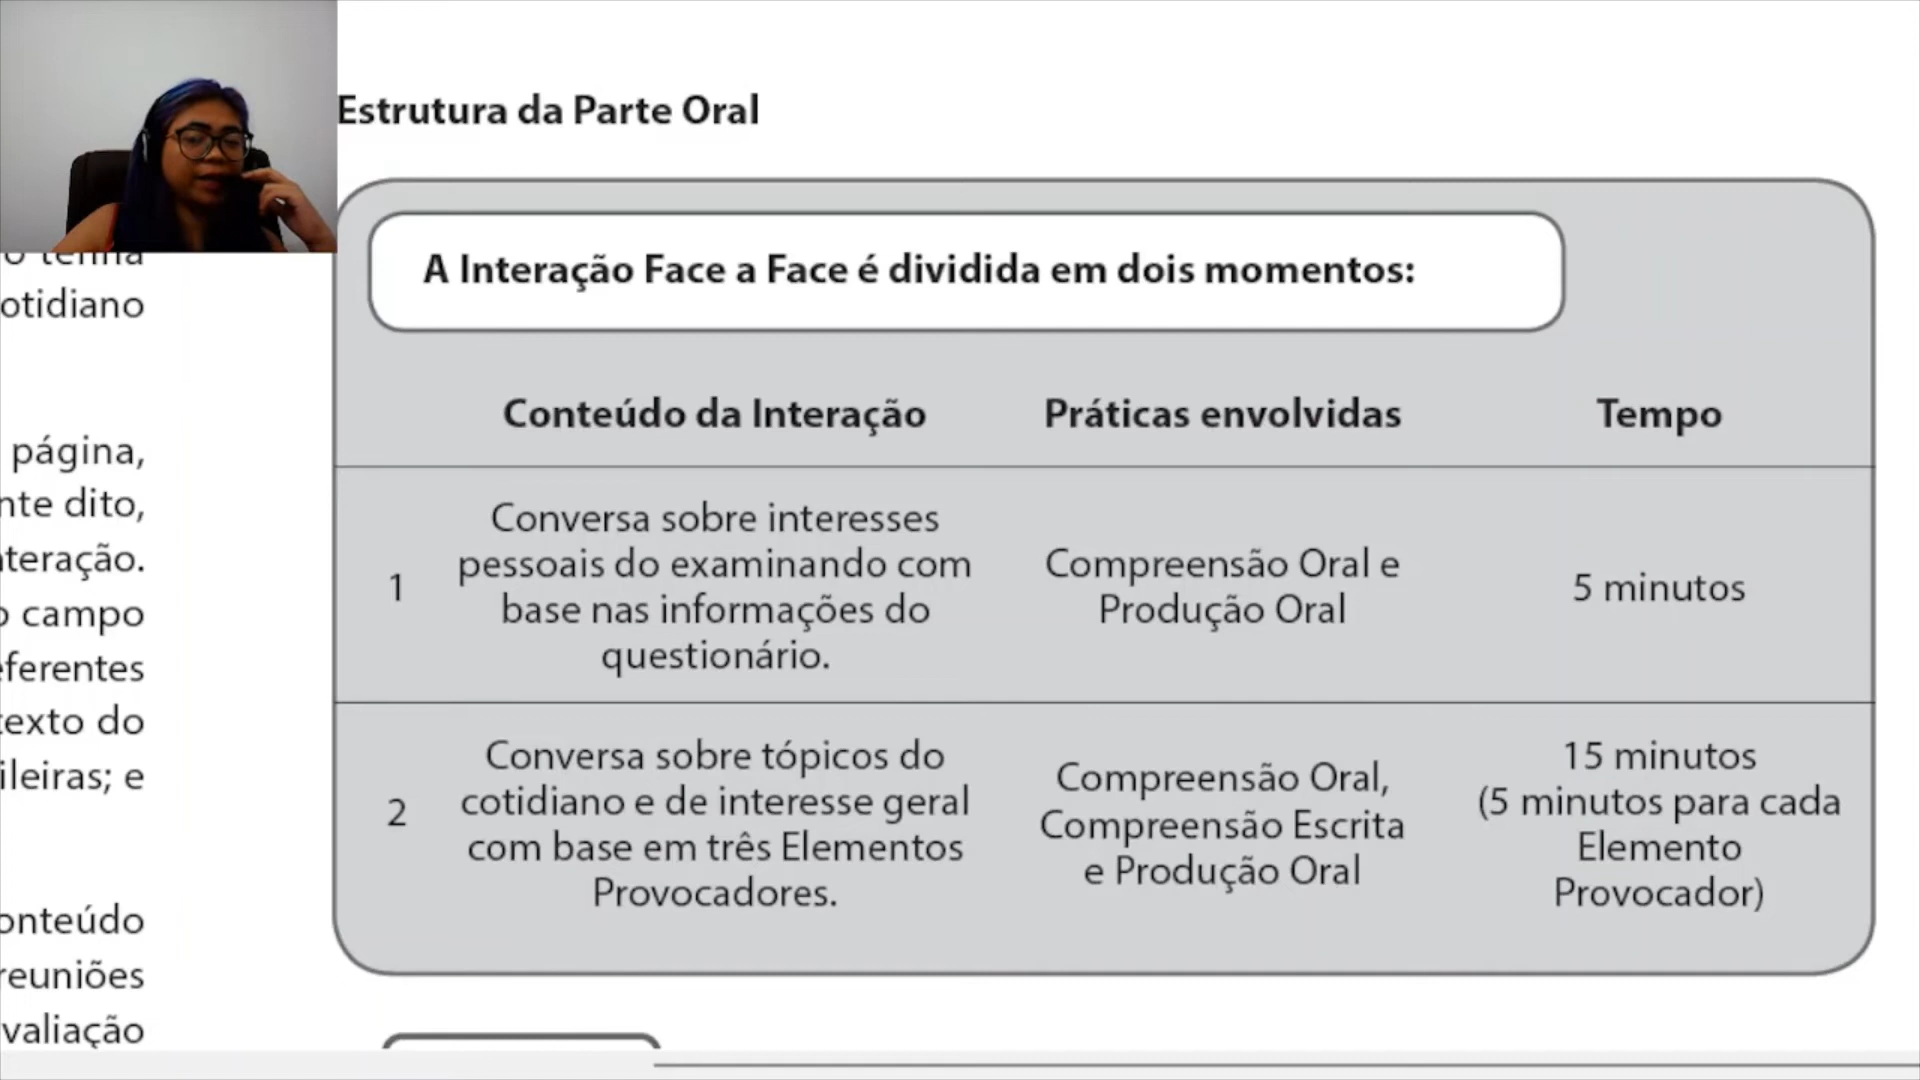 Estrutura da Parte Oral
A Interação Face a Face é dividida em dois momentos:
Conteúdo da Interação Práticas envolvidas Tempo
1
Conversa sobre interesses
pessoais do examinando com
base nas informações do
questionário.
Compreensão Oral e
Produção Oral
5 minutos
2
Conversa sobre tópicos do
cotidiano e de interesse geral
com base em três Elementos
Provocadores.
Compreensão Oral,
Compreensão Escrita
e Produção Oral
15 minutos
(5 minutos para cada
Elemento
Provocador)
o tenha
otidiano
página,
nte dito,
nteração.
o campo
eferentes
texto do
ileiras; e
onteúdo
reuniões
valiação